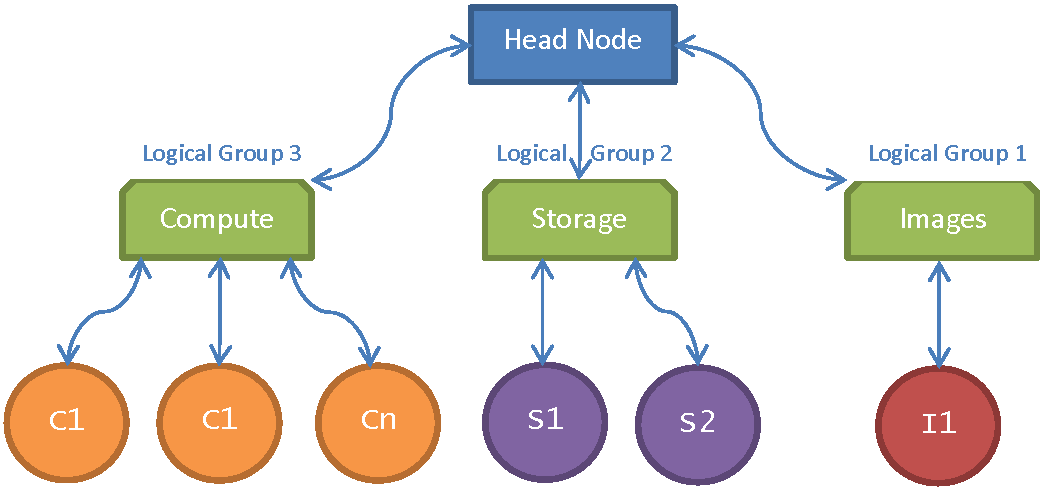 Head Node
Logical Group 3
Logical Group 2
Logical Group 1
Compute
Storage
Images
C1
C1
Cn
S1
S2
I1